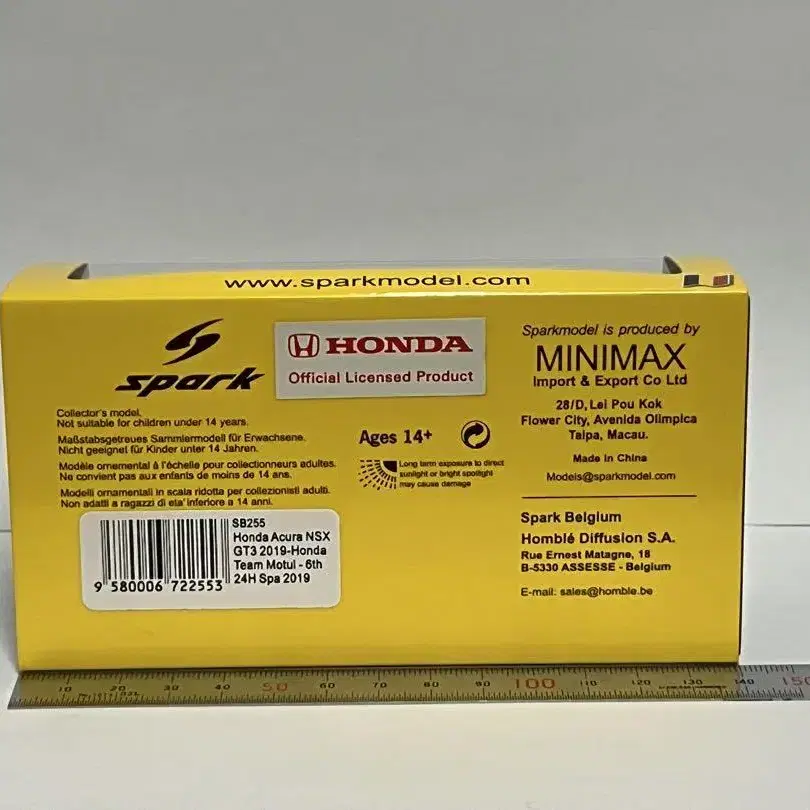 www.sparkmodel.com
spark
HONDA
Official Licensed Product
Collector's model.
Not suitable for children under 14 years.
Maßstabsgetreues Sammlermodell für Erwachsene.
Nicht geeignet für Kinder unter 14 Jahren.
Modèle ornemental à l'échelle pour collectionneurs adultes.
Ne convient pas aux enfants de moins de 14 ans.
Modelli ornamentali in scala ridotta per collezionisti adulti.
Non adatti a ragazzi di eta' inferiore a 14 anni.
Ages 14+
Long term exposure to direct
sunlight or bright spotlight
may cause damage
SB255
Honda Acura NSX
GT3 2019-Honda
Team Motul - 6th
24H Spa 2019
9 580006 722553
Sparkmodel is produced by
MINIMAX
Import & Export Co Ltd
28/D, Lei Pou Kok
Flower City, Avenida Olimpica
Taipa, Macau.
Made in China
Models@sparkmodel.com
Spark Belgium
Homblé Diffusion S.A.
Rue Ernest Matagne, 18
B-5330 ASSESSE - Belgium
E-mail: sales@homble.be
10 20 30 40 50 60 70 80 90 100 110 120 130 140 150